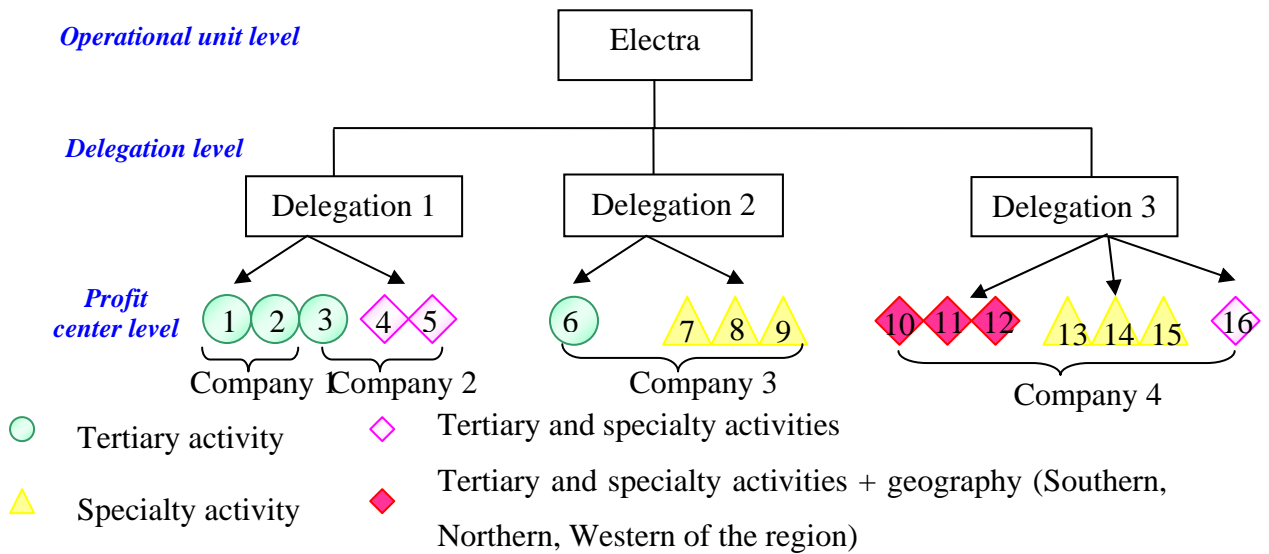 Operational unit level
Electra
Delegation level
Delegation 1
Delegation 2
Delegation 3
Profit
center level
1 2 3 4 5 6 7 8 9 10 11 12 13 14 15 16
Company 1
Company 2
Company 3
Company 4
Tertiary activity
Tertiary and specialty activities
Specialty activity
Tertiary and specialty activities + geography (Southern,
Northern, Western of the region)